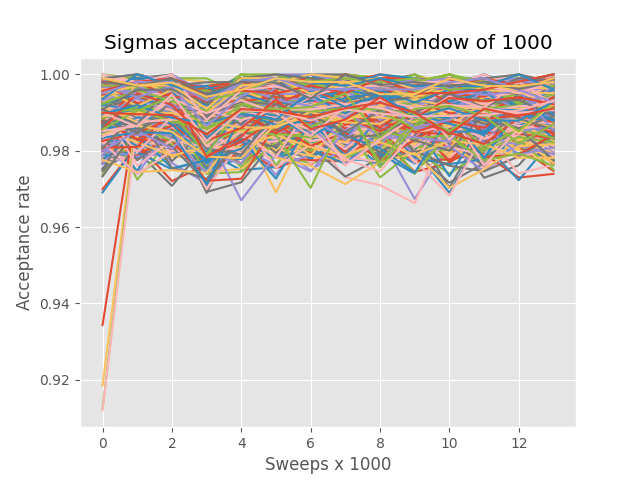 Sigmas acceptance rate per window of 1000
1.00
0.98
0.96
0.94
0.92
Acceptance rate
0 2 4 6 8 10 12
Sweeps x 1000